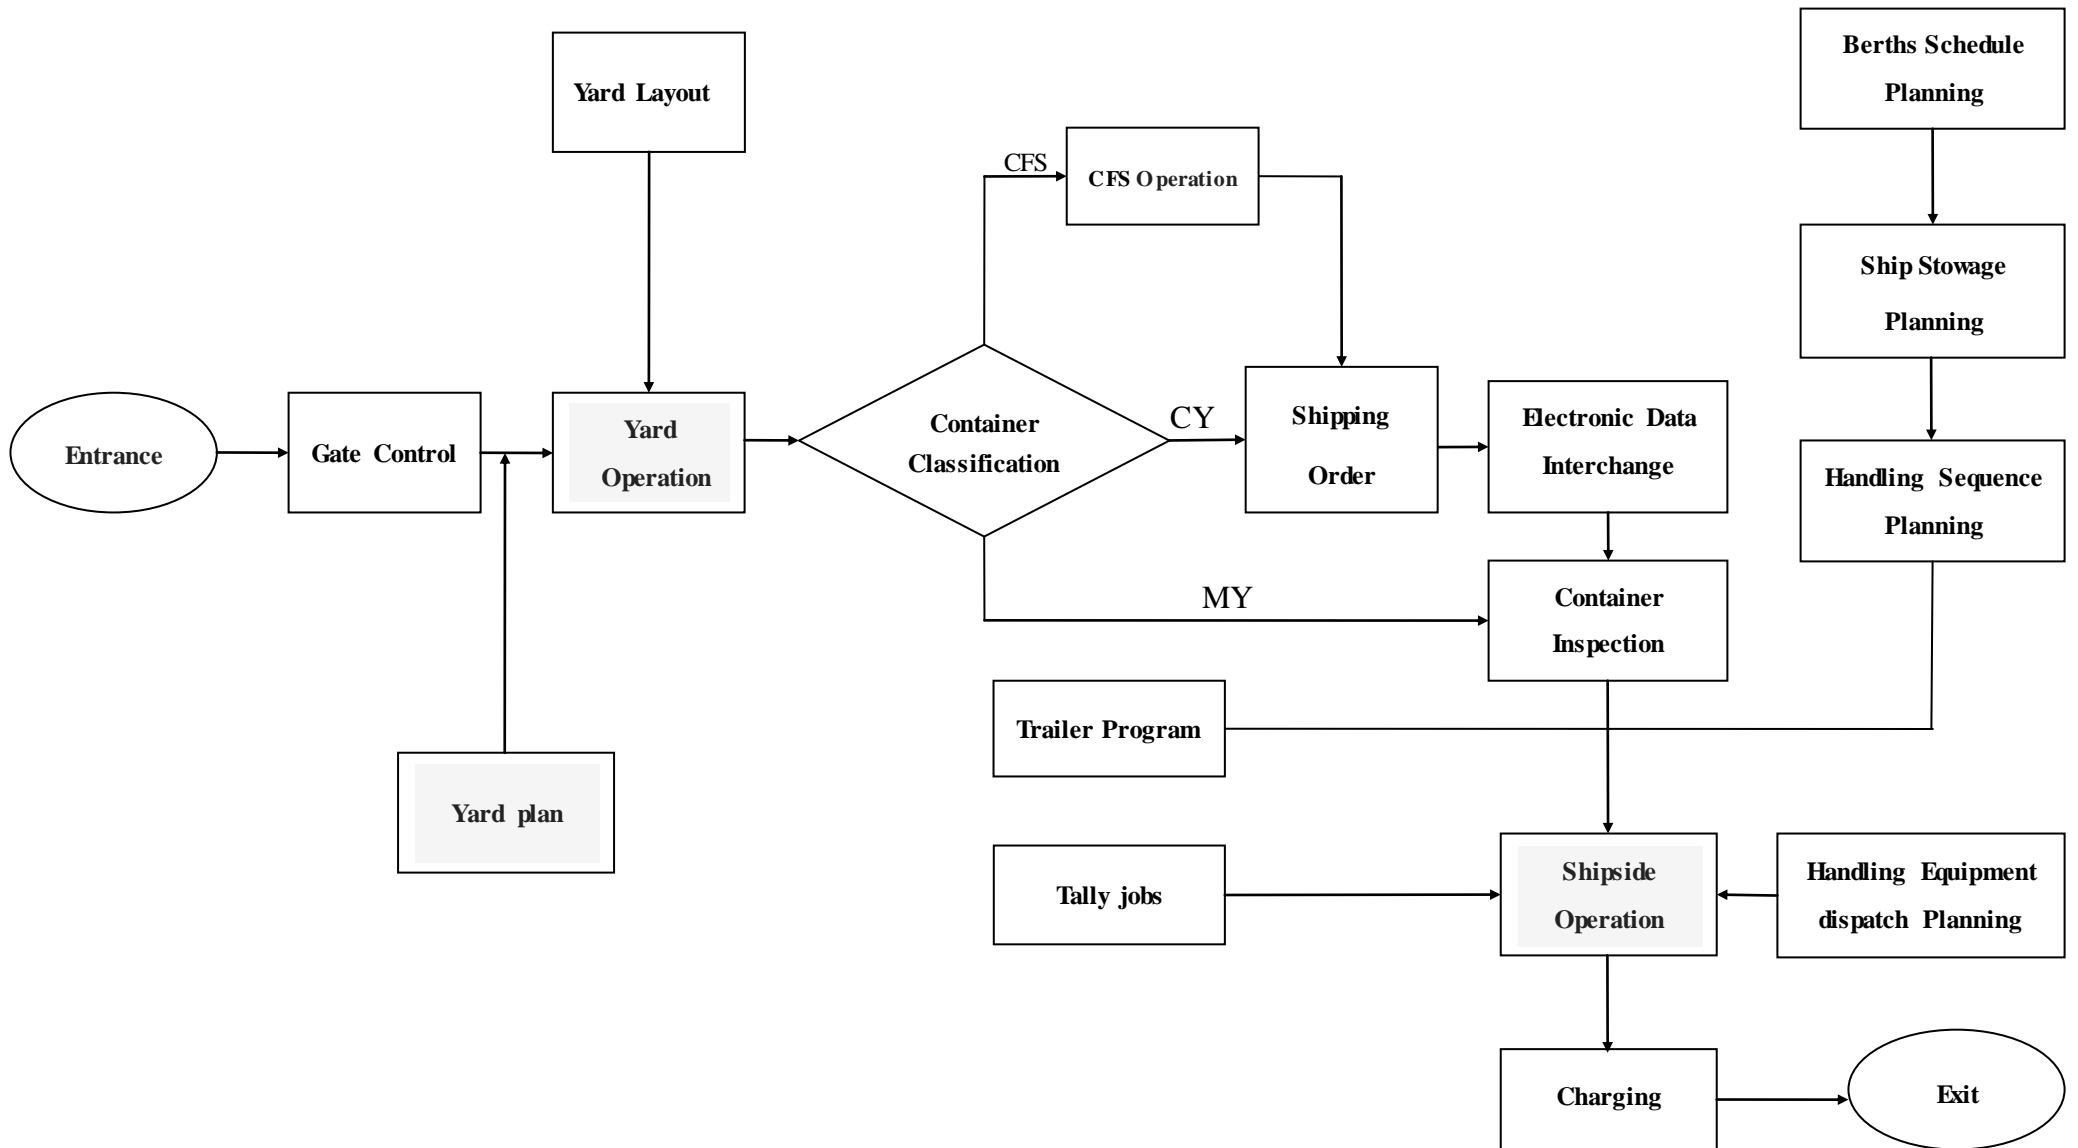 Berths Schedule
Planning
Yard Layout
CFS
CFS Operation
Ship Stowage
Planning
Entrance
Gate Control
Yard
Operation
Container
Classification
CY
Shipping
Order
Electronic Data
Interchange
Handling Sequence
Planning
MY
Container
Inspection
Trailer Program
Yard plan
Tally jobs
Shipside
Operation
Handling Equipment
dispatch Planning
Charging
Exit